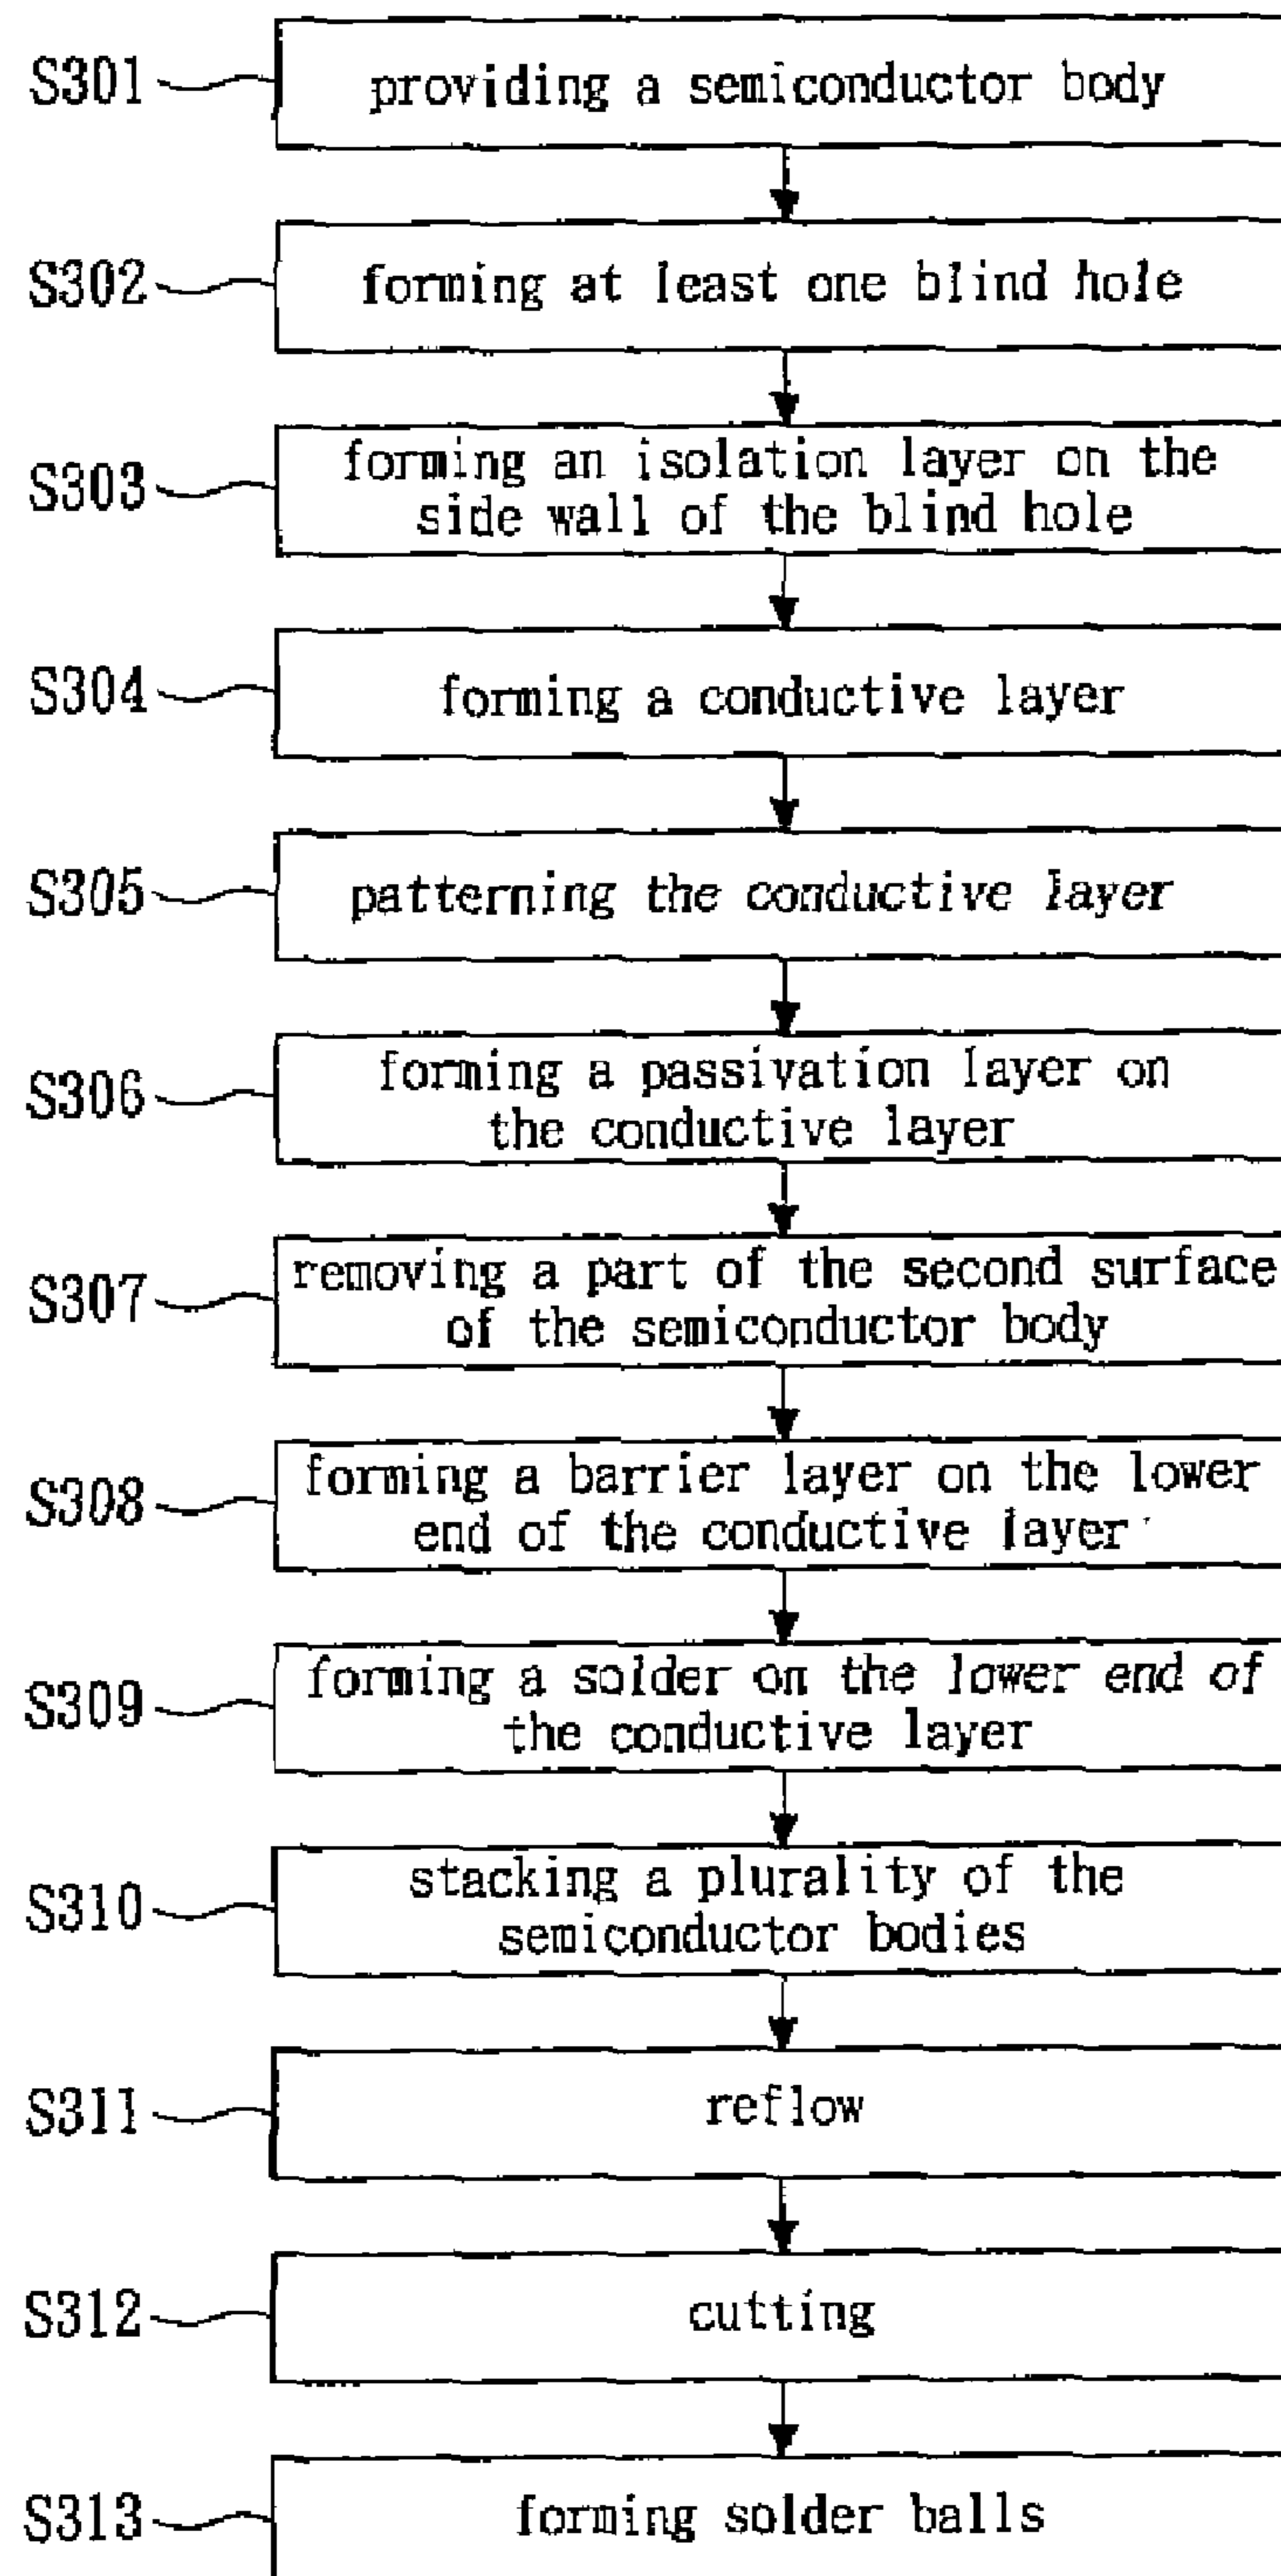 S301 providing a semiconductor body
S302 forming at least one blind hole
S303 forming an isolation layer on the
side wall of the blind hole
S304 forming a conductive layer
S305 patterning the conductive layer
S306 forming a passivation layer on
the conductive layer
S307 removing a part of the second surface
of the semiconductor body
S308 forming a barrier layer on the lower
end of the conductive layer
S309 forming a solder on the lower end of
the conductive layer
S310 stacking a plurality of the
semiconductor bodies
S311 reflow
S312 cutting
S313 forming solder balls